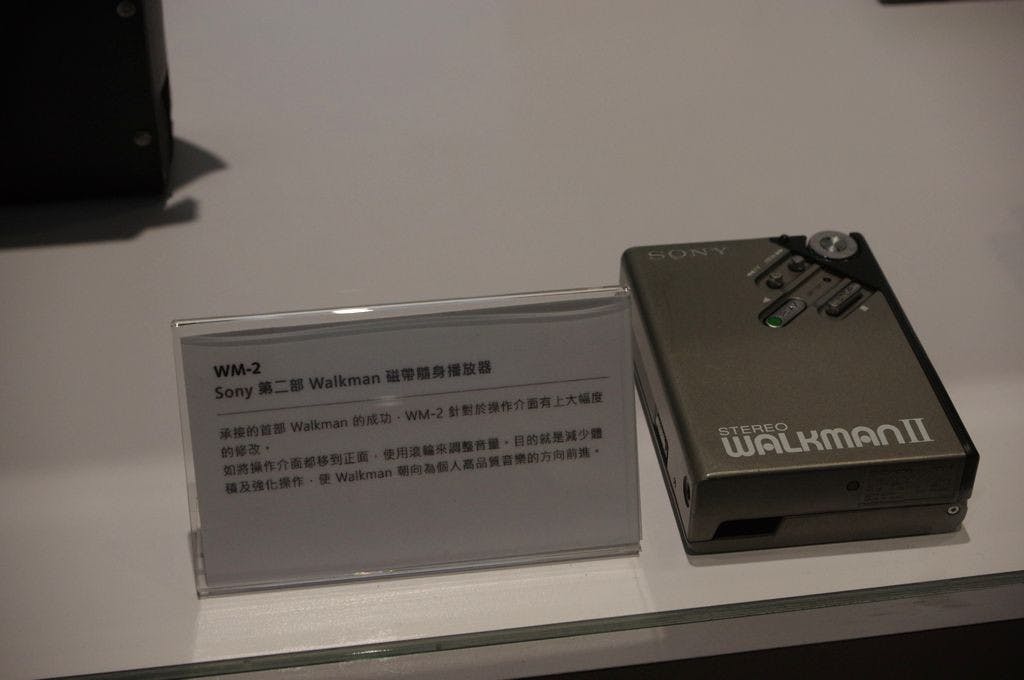 WM-2
Sony 第二部 Walkman 磁帶隨身播放器
承接的首部 Walkman 的成功，WM-2 針對於操作介面有上大幅度
的修改。
如將操作介面都移到正面，使用滾輪來調整音量。目的就是減少體
積及強化操作，使 Walkman 朝向為個人高品質音樂的方向前進。
SONY
STEREO
WALKMAN II